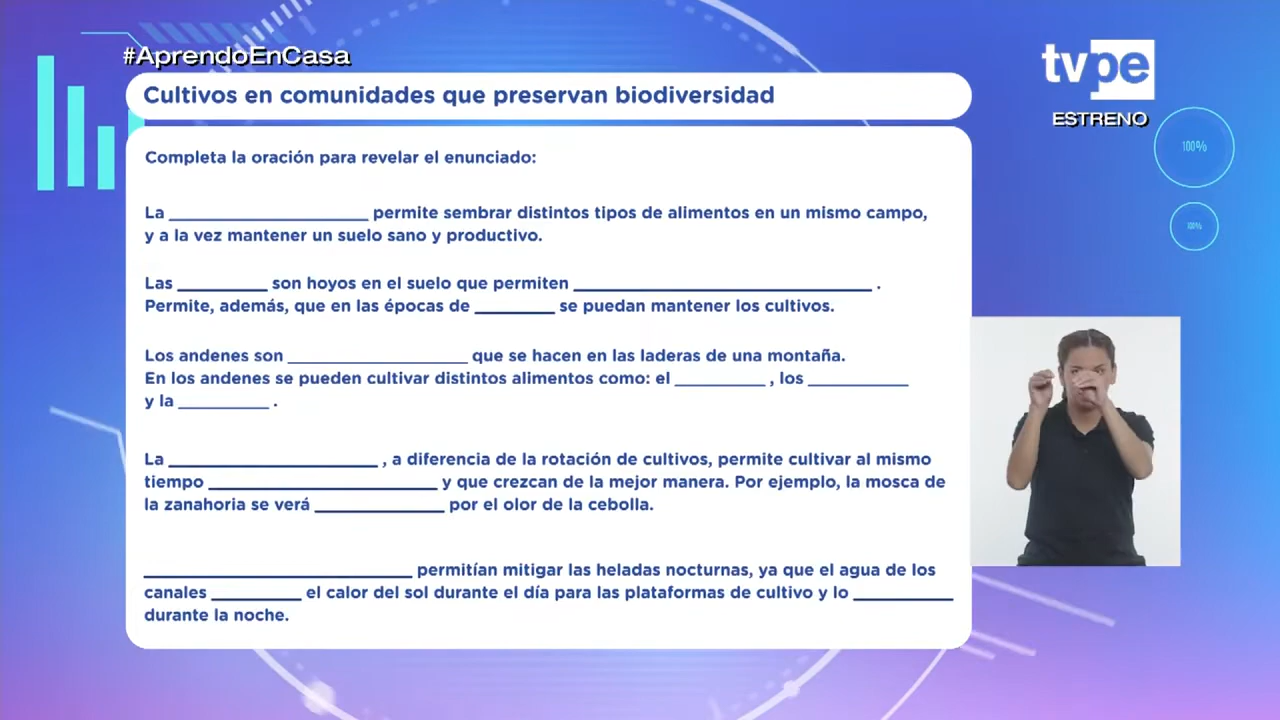 #AprendoEnCasa
tvpe
ESTRENO
Cultivos en comunidades que preservan biodiversidad
100%
100%
Completa la oración para revelar el enunciado:
La ____________________ permite sembrar distintos tipos de alimentos en un mismo campo,
y a la vez mantener un suelo sano y productivo.
Las _________ son hoyos en el suelo que permiten ______________________________ .
Permite, además, que en las épocas de ________ se puedan mantener los cultivos.
Los andenes son __________________ que se hacen en las laderas de una montaña.
En los andenes se pueden cultivar distintos alimentos como: el _________ , los __________
y la _________ .
La _____________________ , a diferencia de la rotación de cultivos, permite cultivar al mismo
tiempo _______________________ y que crezcan de la mejor manera. Por ejemplo, la mosca de
la zanahoria se verá _____________ por el olor de la cebolla.
___________________________ permitían mitigar las heladas nocturnas, ya que el agua de los
canales _________ el calor del sol durante el día para las plataformas de cultivo y lo __________
durante la noche.